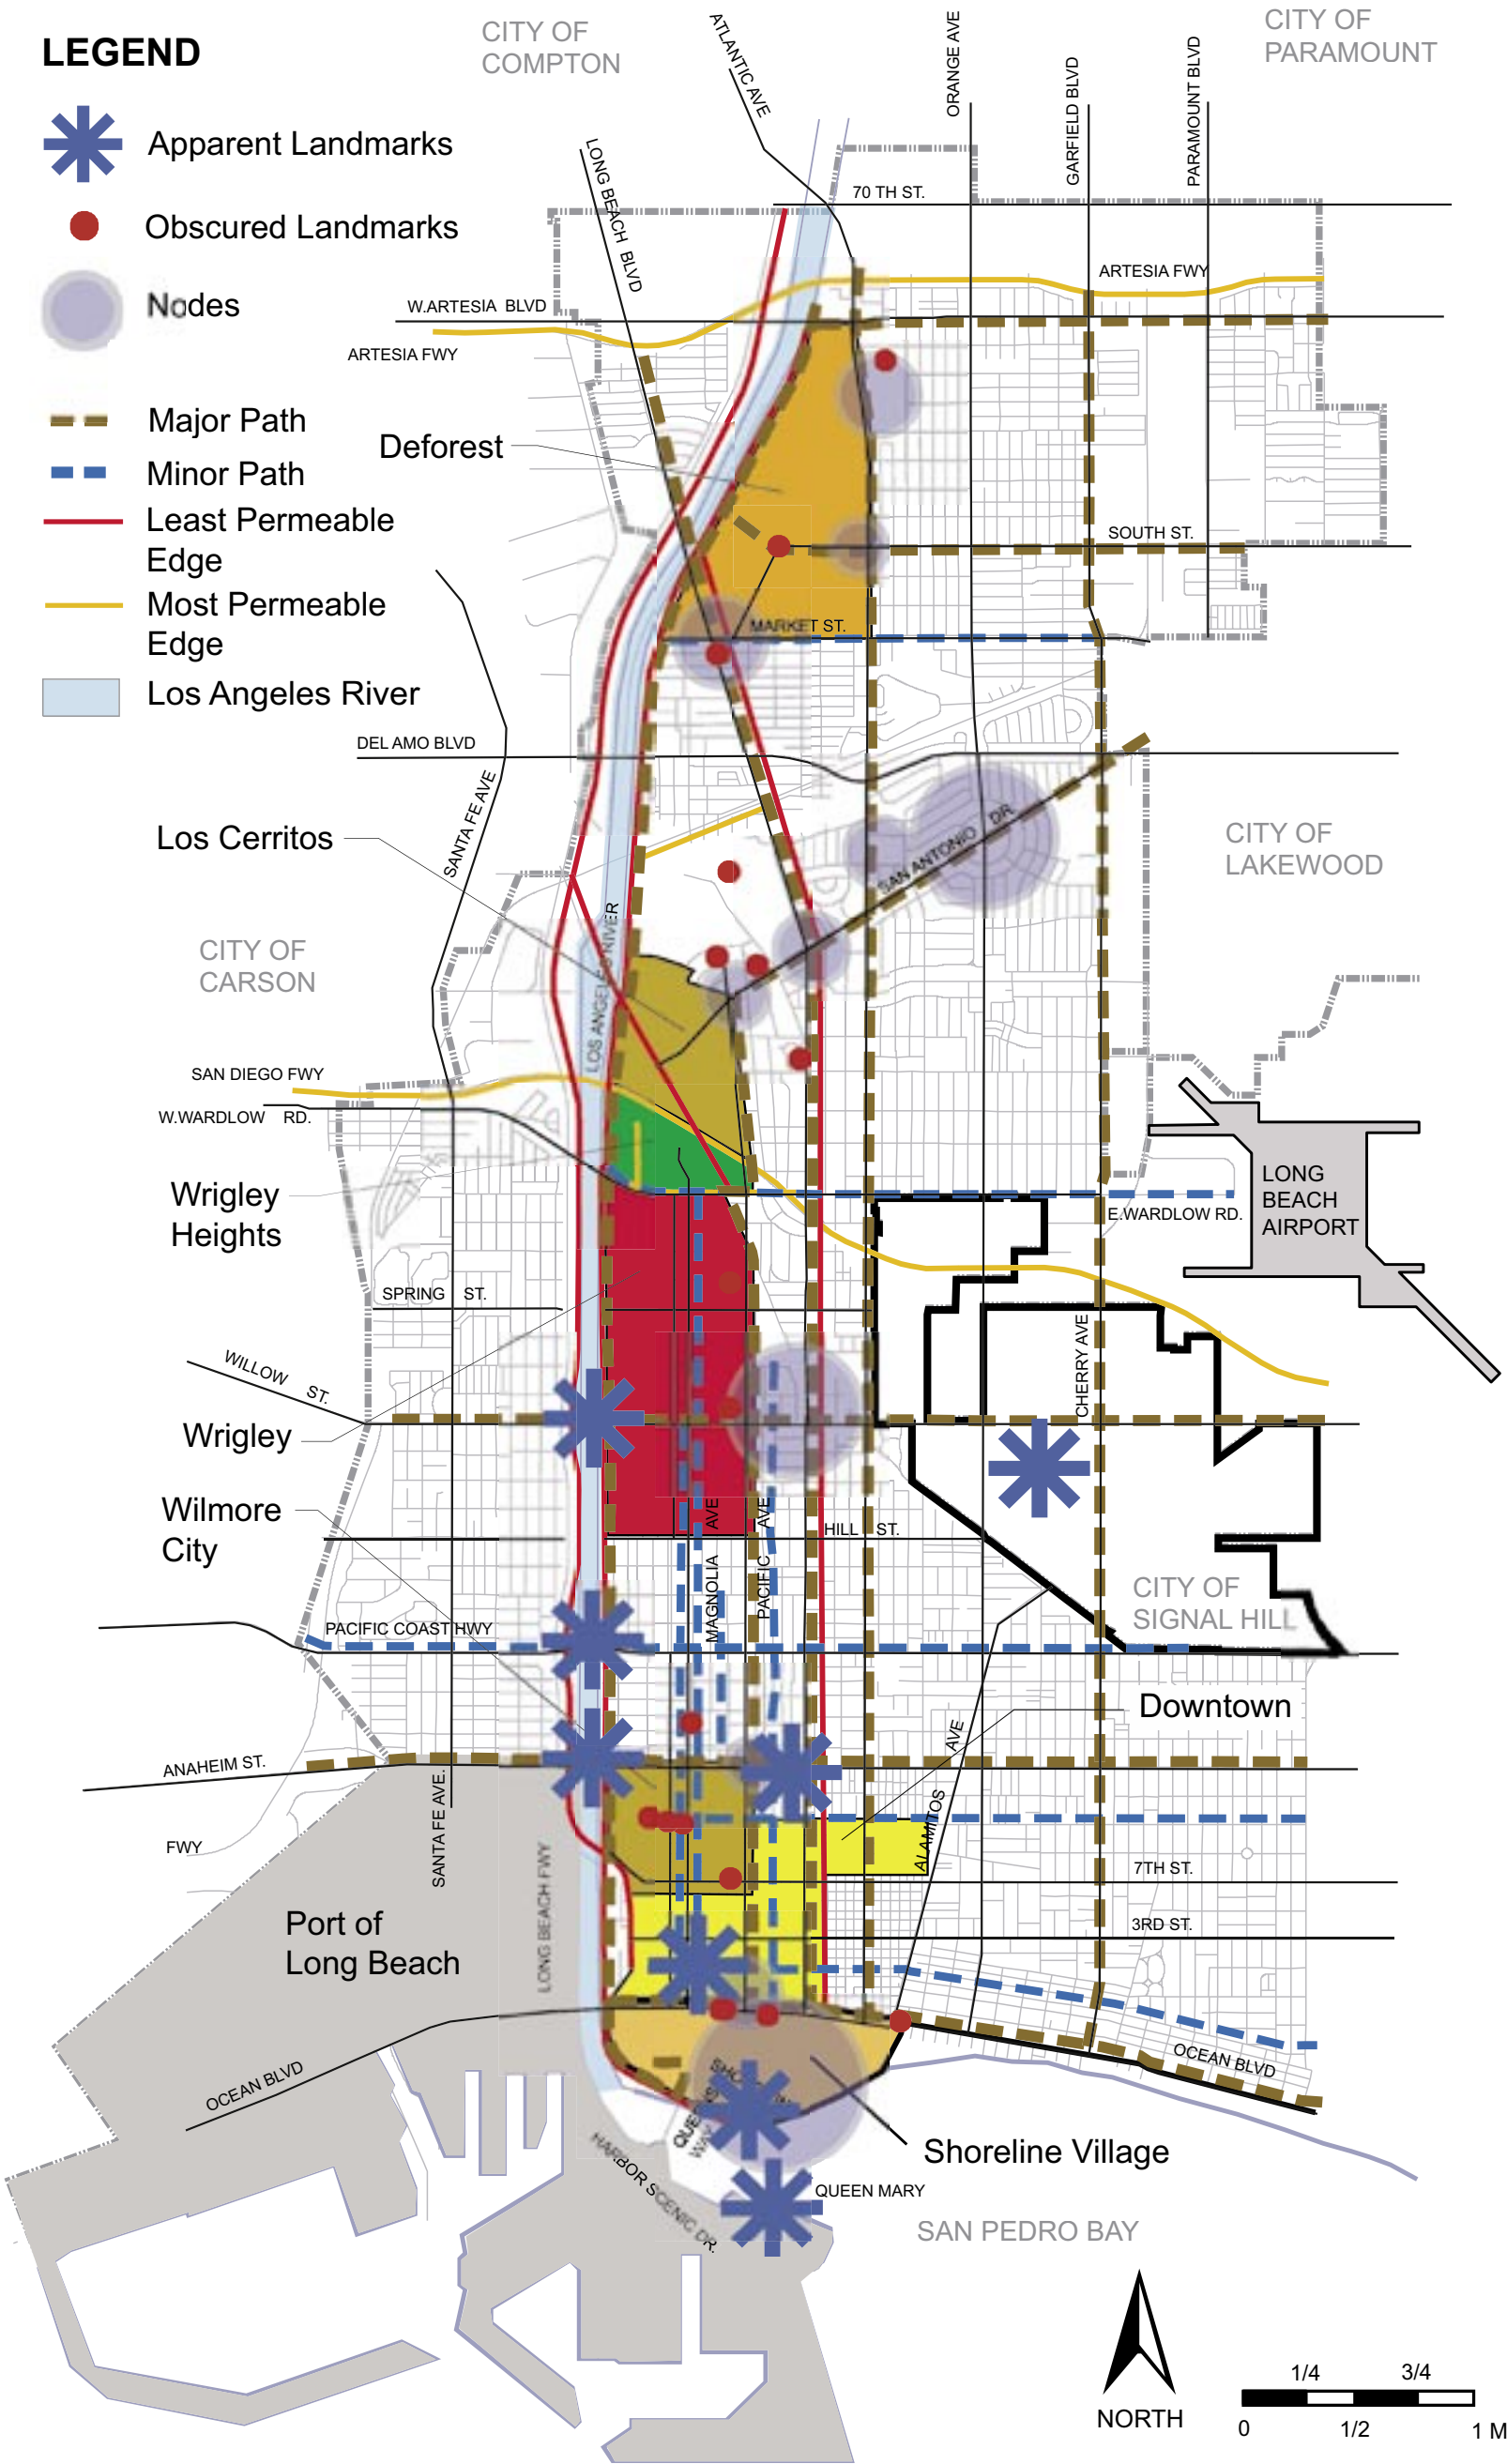 LEGEND
Apparent Landmarks
Obscured Landmarks
Nodes
Major Path
Minor Path
Least Permeable
Edge
Most Permeable
Edge
Los Angeles River
CITY OF
COMPTON
CITY OF
PARAMOUNT
ATLANTIC AVE
ORANGE AVE
GARFIELD BLVD
PARAMOUNT BLVD
LONG BEACH BLVD
70 TH ST.
ARTESIA FWY
W.ARTESIA BLVD
ARTESIA FWY
Deforest
SOUTH ST.
MARKET ST.
DEL AMO BLVD
SANTA FE AVE
Los Cerritos
SAN ANTONIO DR
CITY OF
LAKEWOOD
CITY OF
CARSON
LOS ANGELES RIVER
SAN DIEGO FWY
W.WARDLOW RD.
Wrigley
Heights
E.WARDLOW RD.
LONG
BEACH
AIRPORT
SPRING ST.
WILLOW ST.
CHERRY AVE
Wrigley
Wilmore
City
HILL ST.
MAGNOLIA AVE
PACIFIC AVE
CITY OF
SIGNAL HILL
PACIFIC COAST HWY
Downtown
ANAHEIM ST.
SANTA FE AVE.
FWY
ALAMITOS AVE
7TH ST.
3RD ST.
LONG BEACH FWY
Port of
Long Beach
OCEAN BLVD
OCEAN BLVD
Shoreline Village
HARBOR SCENIC DR.
QUEEN MARY
SAN PEDRO BAY
NORTH
1/4 3/4
0 1/2 1 M